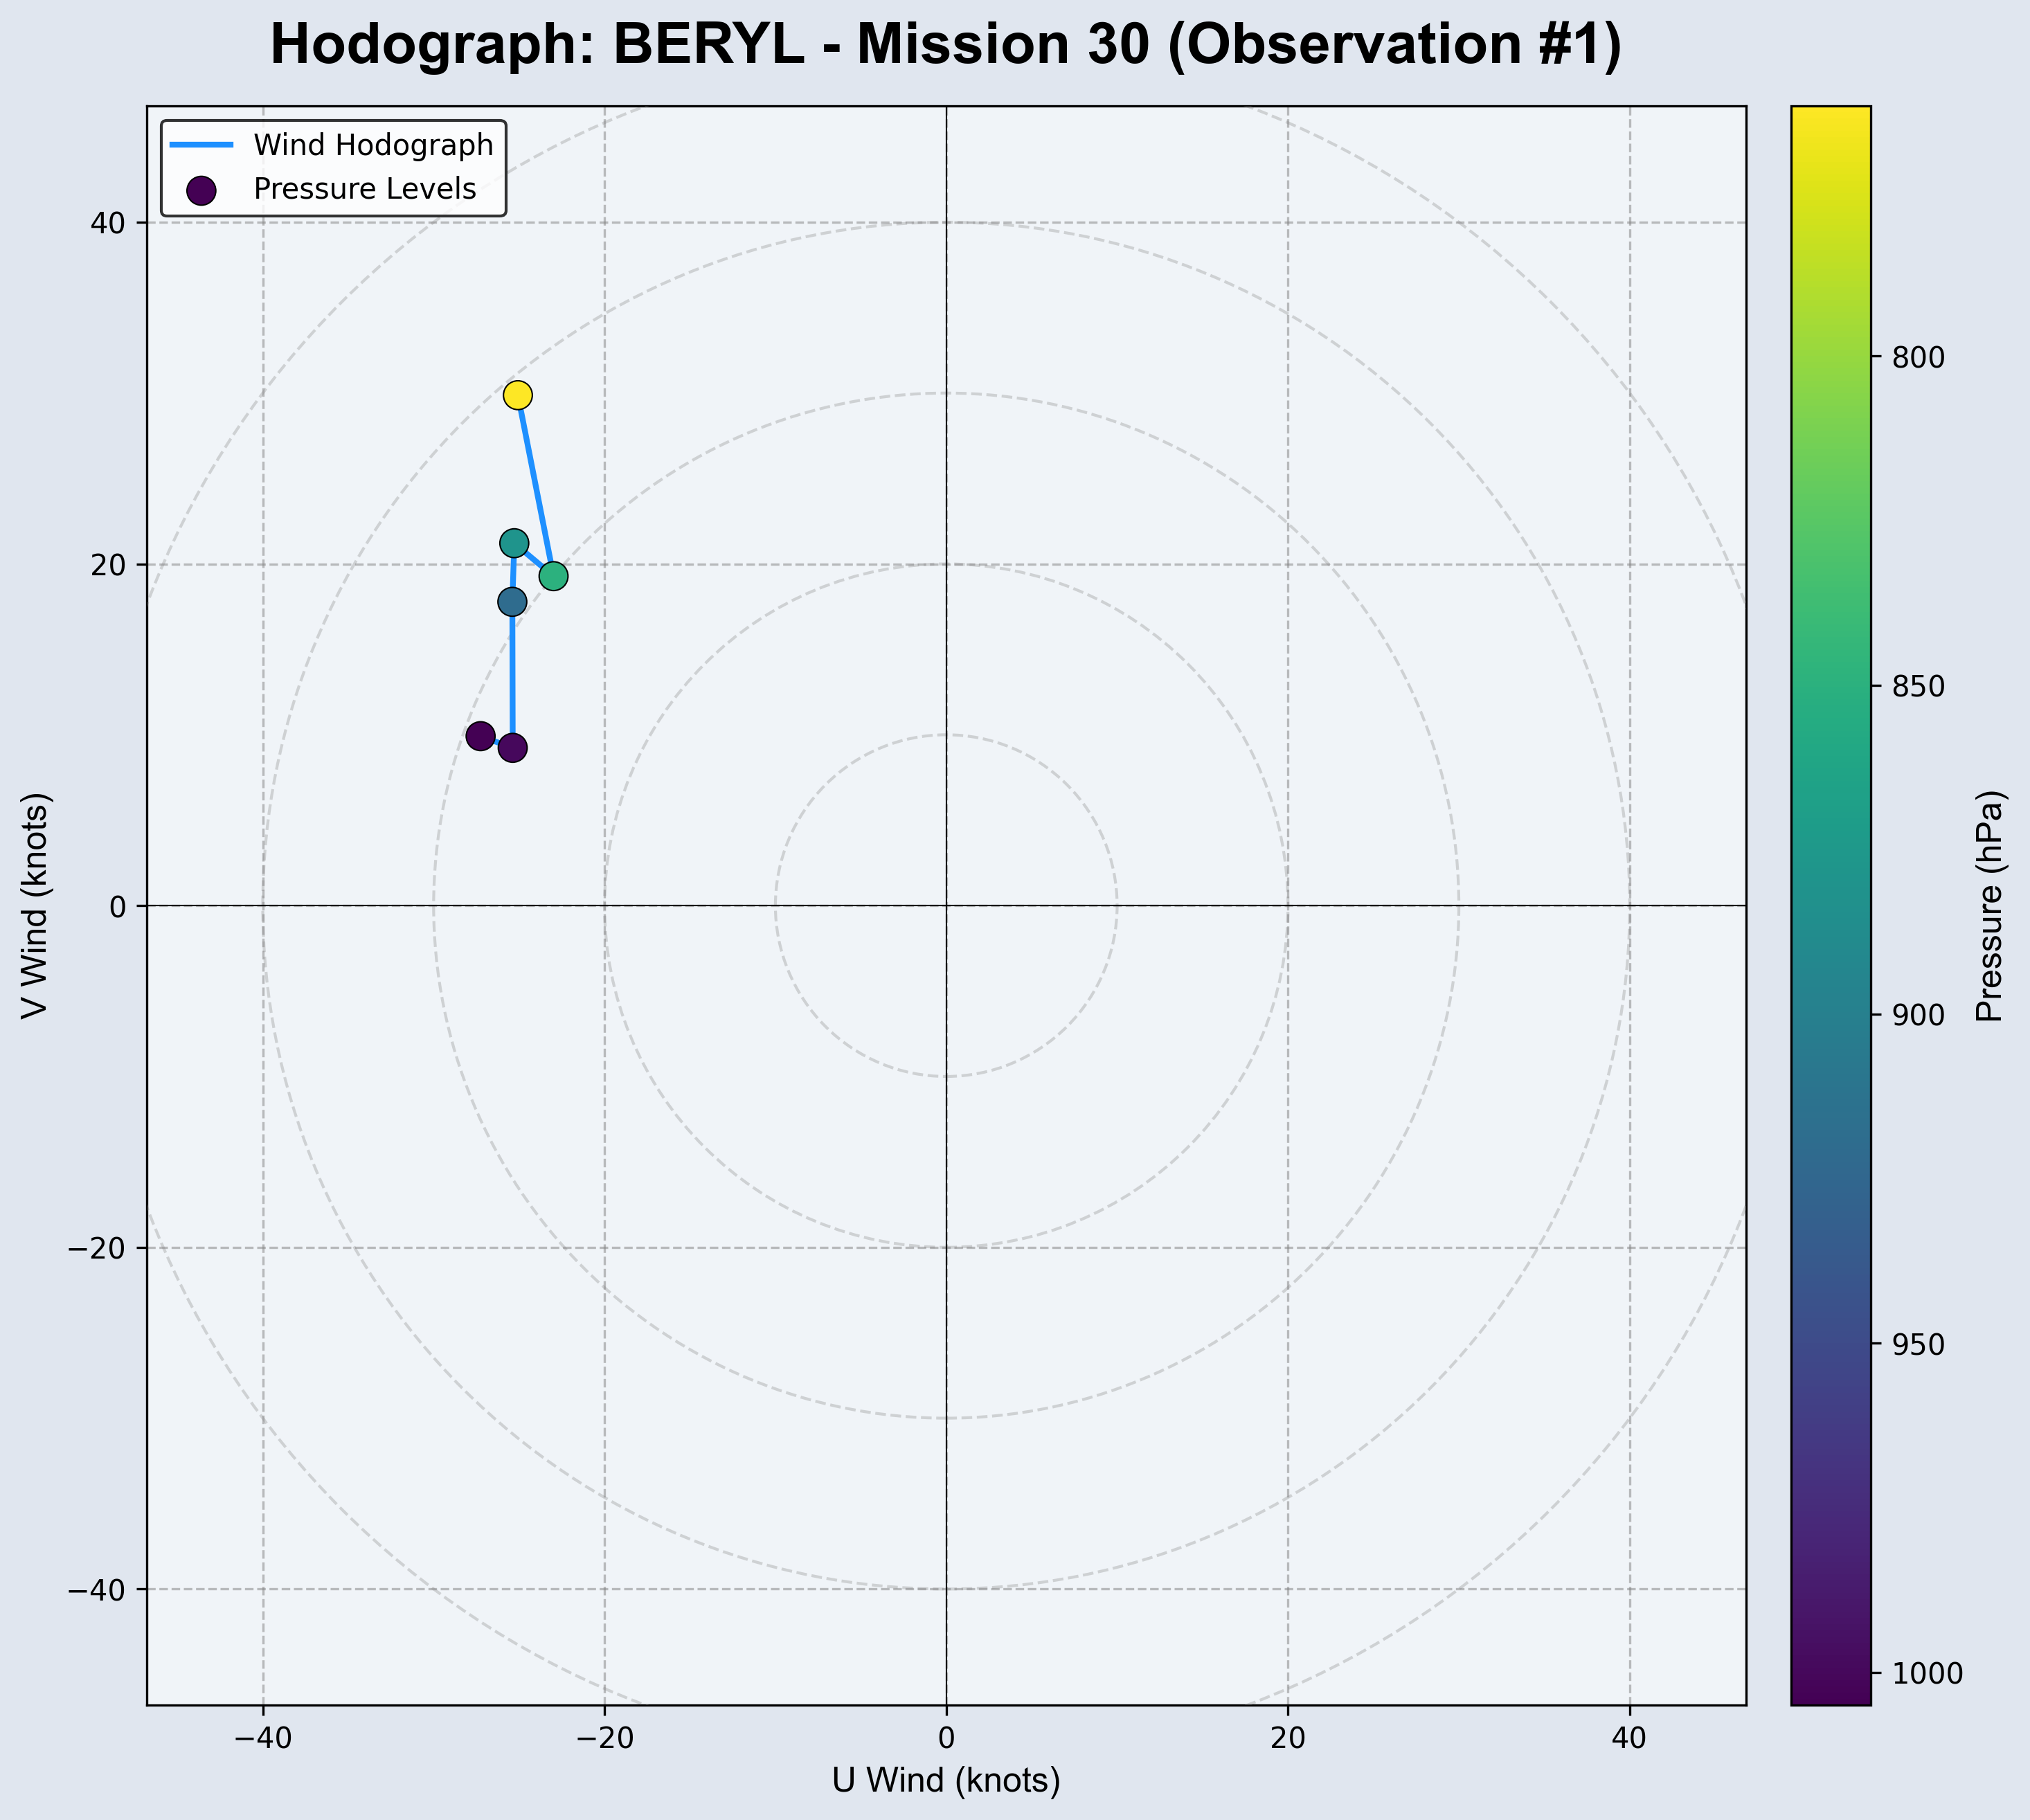 Hodograph: BERYL - Mission 30 (Observation #1)
Wind Hodograph
Pressure Levels
40
20
0
−20
−40
V Wind (knots)
−40
−20
0
20
40
U Wind (knots)
800
850
900
950
1000
Pressure (hPa)